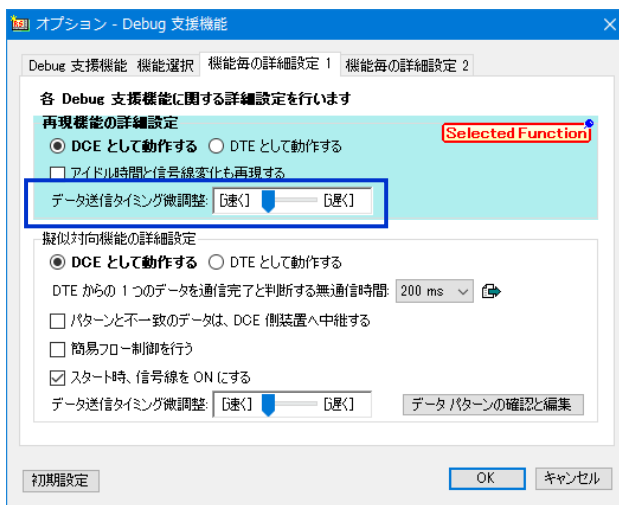 オプション - Debug 支援機能
Debug 支援機能 機能選択 機能毎の詳細設定 1 機能毎の詳細設定 2
各 Debug 支援機能に関する詳細設定を行います
再現機能の詳細設定
Selected Function
DCE として動作する DTE として動作する
アイドル時間と信号線変化も再現する
データ送信タイミング微調整: [速く] [遅く]
擬似対向機能の詳細設定
DCE として動作する DTE として動作する
DTE からの 1 つのデータを通信完了と判断する無通信時間: 200 ms
パターンと不一致のデータは、DCE 側装置へ中継する
簡易フロー制御を行う
スタート時、信号線を ON にする
データ送信タイミング微調整: [速く] [遅く] データ パターンの確認と編集
初期設定 OK キャンセル